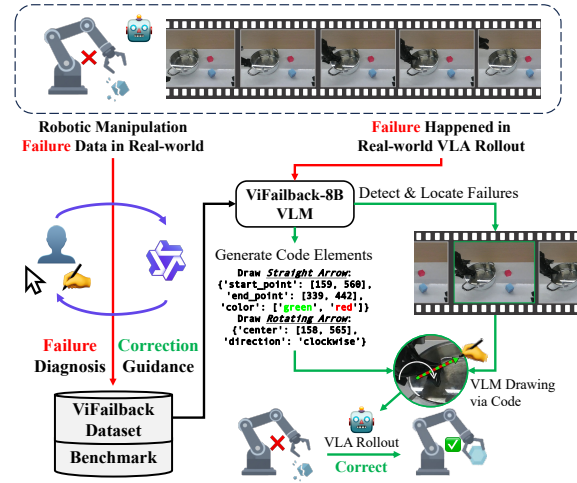 Robotic Manipulation
Failure Data in Real-world
Failure Happened in
Real-world VLA Rollout
ViFailback-8B
VLM
Detect & Locate Failures
Generate Code Elements
Draw Straight Arrow:
{'start_point': [159, 560],
'end_point': [339, 442],
'color': ['green', 'red']}
Draw Rotating Arrow:
{'center': [158, 565],
'direction': 'clockwise'}
Failure Correction
Diagnosis Guidance
VLM Drawing
via Code
ViFailback
Dataset
Benchmark
VLA Rollout
Correct